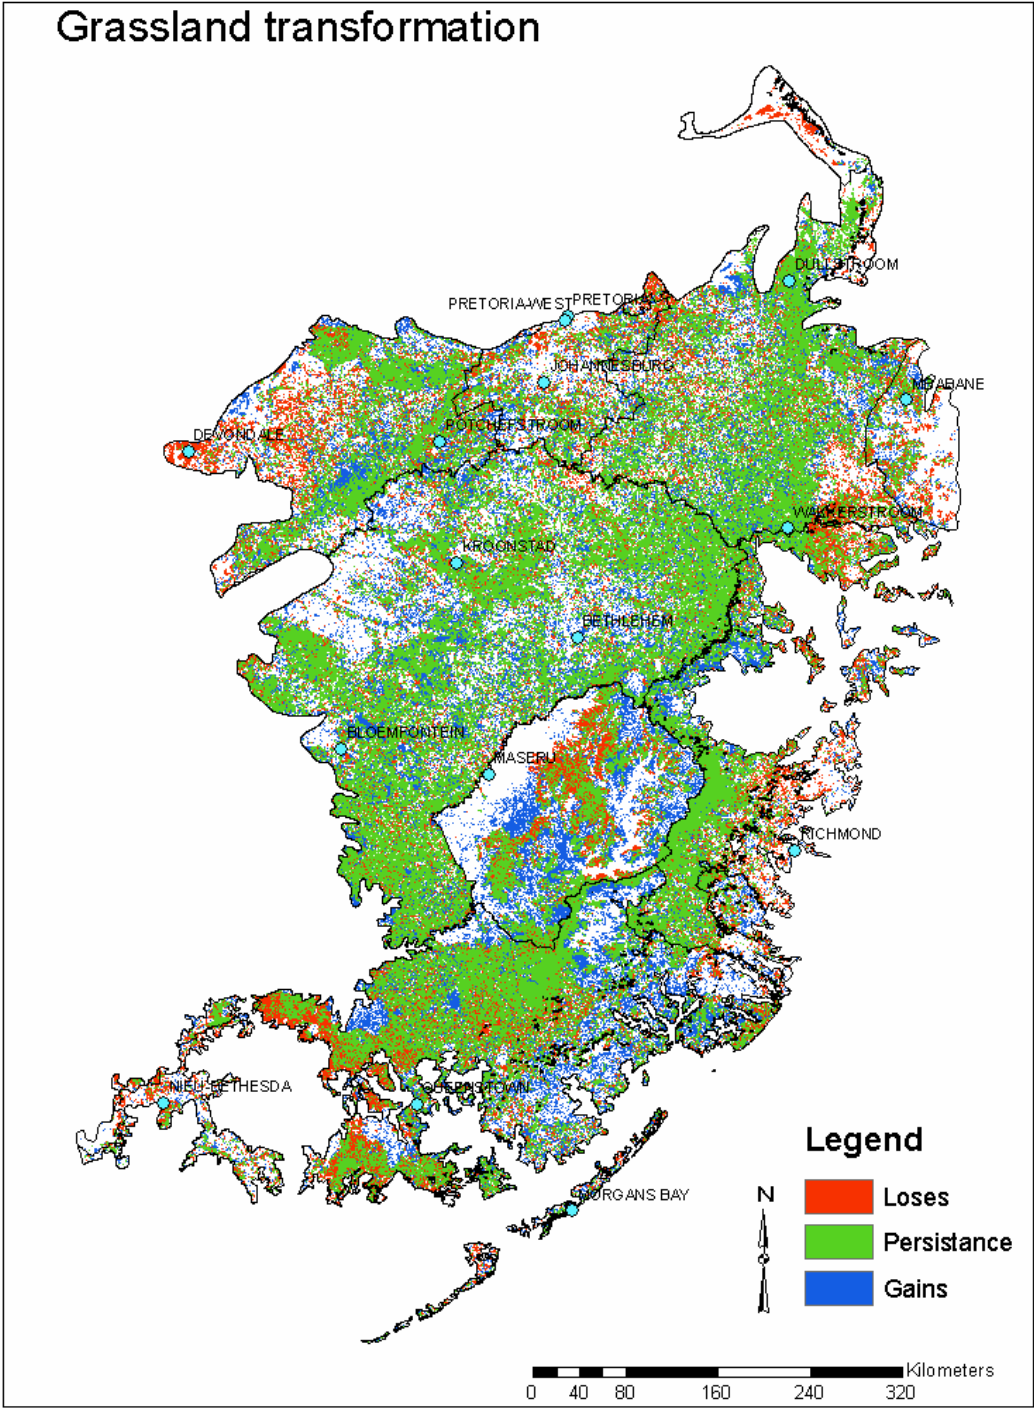 Grassland transformation
DULLSTROOM
PRETORIA-WEST PRETORIA
JOHANNESBURG
MBABANE
POTCHEFSTROOM
DEVONDALE
WALKERSTROOM
KROONSTAD
BETHLEHEM
BLOEMFONTEIN
MASERU
RICHMOND
NIEU-BETHESDA
QUEENSTOWN
MORGANS BAY
Legend
N
Loses
Persistance
Gains
Kilometers
0 40 80 160 240 320